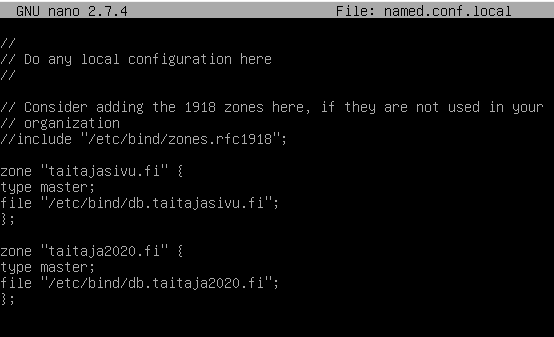 GNU nano 2.7.4 File: named.conf.local
//
// Do any local configuration here
//
// Consider adding the 1918 zones here, if they are not used in your
// organization
//include "/etc/bind/zones.rfc1918";
zone "taitajasivu.fi" {
type master;
file "/etc/bind/db.taitajasivu.fi";
};
zone "taitaja2020.fi" {
type master;
file "/etc/bind/db.taitaja2020.fi";
};